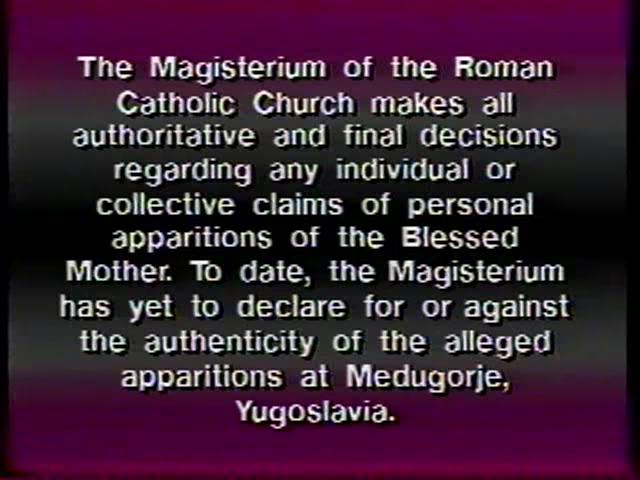 The Magisterium of the Roman
Catholic Church makes all
authoritative and final decisions
regarding any individual or
collective claims of personal
apparitions of the Blessed
Mother. To date, the Magisterium
has yet to declare for or against
the authenticity of the alleged
apparitions at Medugorje,
Yugoslavia.